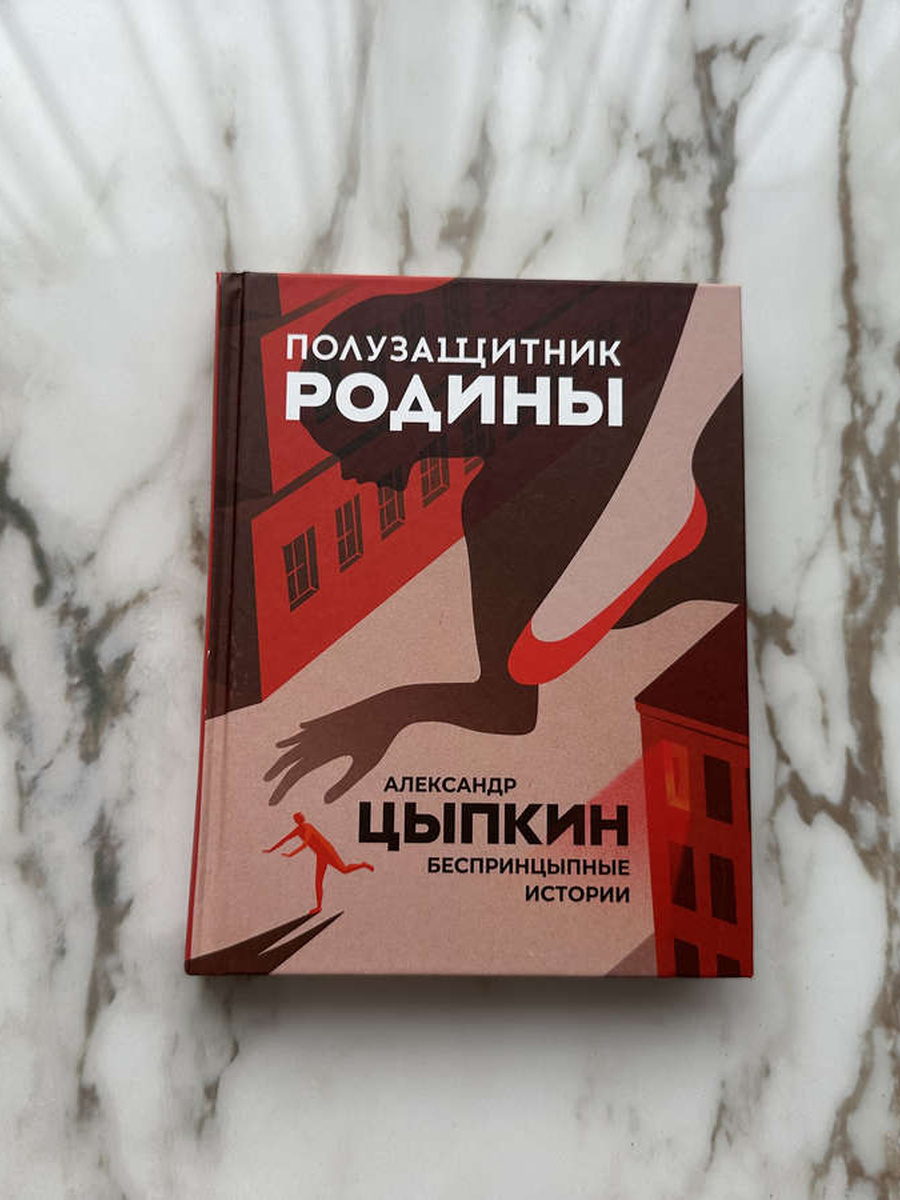 ПОЛУЗАЩИТНИК
РОДИНЫ
АЛЕКСАНДР
ЦЫПКИН
БЕСПРИНЦЫПНЫЕ
ИСТОРИИ